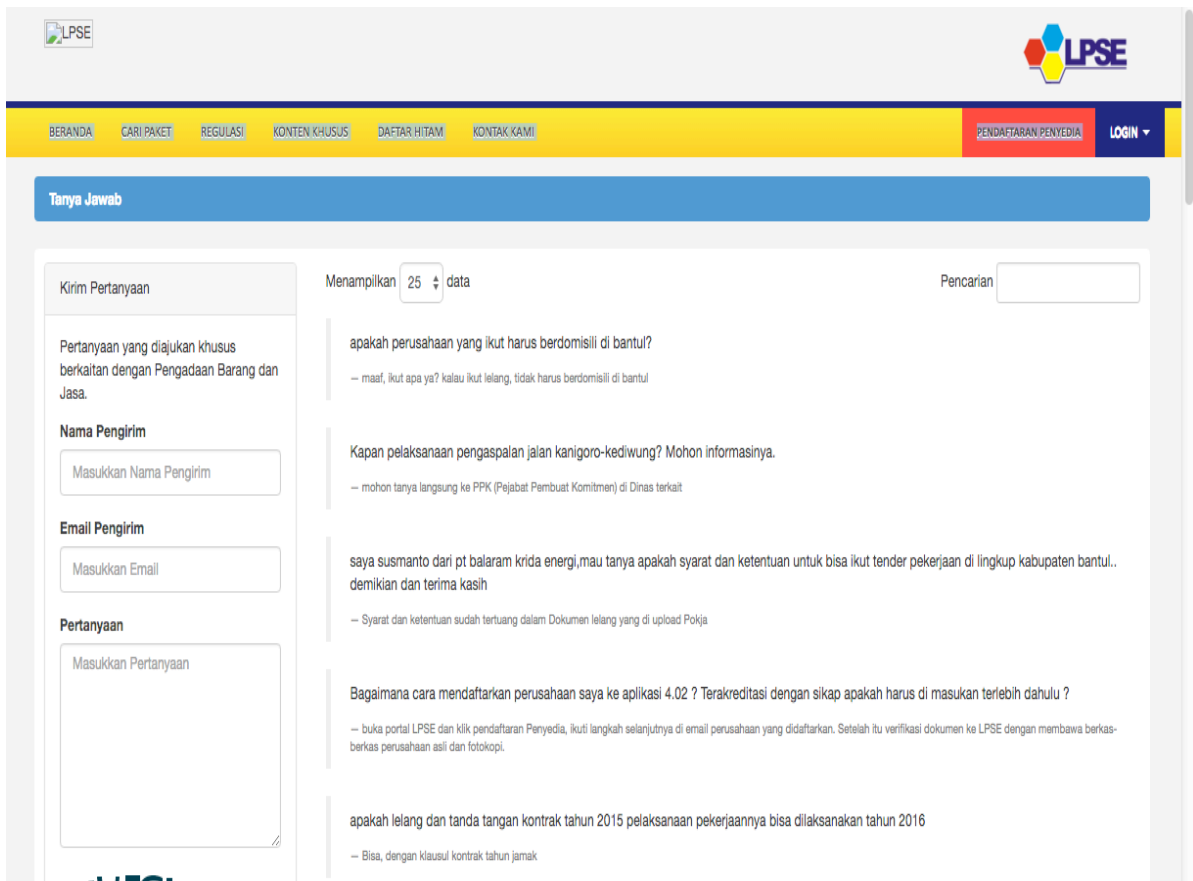 LPSE
LPSE
BERANDA CARI PAKET REGULASI KONTEN KHUSUS DAFTAR HITAM KONTAK KAMI PENDAFTARAN PENYEDIA LOGIN
Tanya Jawab
Kirim Pertanyaan
Pertanyaan yang diajukan khusus
berkaitan dengan Pengadaan Barang dan
Jasa.
Nama Pengirim
Masukkan Nama Pengirim
Email Pengirim
Masukkan Email
Pertanyaan
Masukkan Pertanyaan
Menampilkan 25 data
Pencarian
apakah perusahaan yang ikut harus berdomisili di bantul?
— maaf, ikut apa ya? kalau ikut lelang, tidak harus berdomisili di bantul
Kapan pelaksanaan pengaspalan jalan kanigoro-kediwung? Mohon informasinya.
— mohon tanya langsung ke PPK (Pejabat Pembuat Komitmen) di Dinas terkait
saya susmanto dari pt balaram krida energi,mau tanya apakah syarat dan ketentuan untuk bisa ikut tender pekerjaan di lingkup kabupaten bantul..
demikian dan terima kasih
— Syarat dan ketentuan sudah tertuang dalam Dokumen lelang yang di upload Pokja
Bagaimana cara mendaftarkan perusahaan saya ke aplikasi 4.02 ? Terakreditasi dengan sikap apakah harus di masukan terlebih dahulu ?
— buka portal LPSE dan klik pendaftaran Penyedia, ikuti langkah selanjutnya di email perusahaan yang didaftarkan. Setelah itu verifikasi dokumen ke LPSE dengan membawa berkas-
berkas perusahaan asli dan fotokopi.
apakah lelang dan tanda tangan kontrak tahun 2015 pelaksanaan pekerjaannya bisa dilaksanakan tahun 2016
— Bisa, dengan klausul kontrak tahun jamak